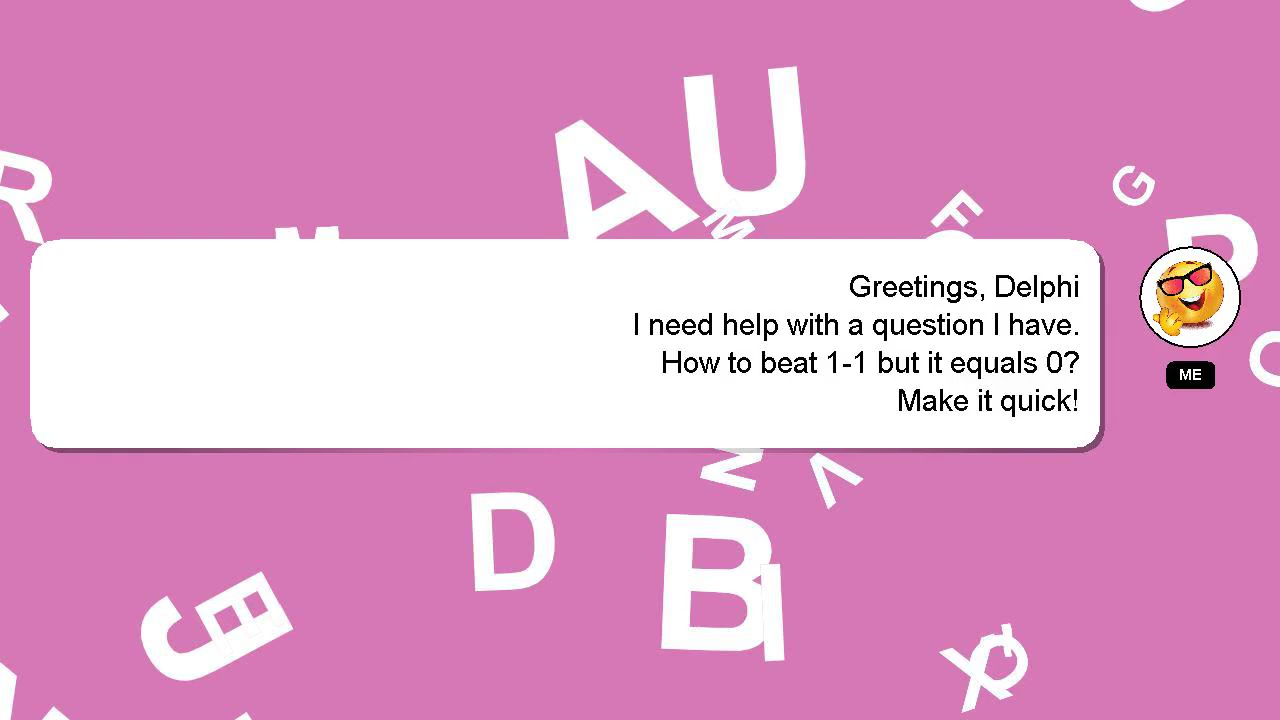 Greetings, Delphi
I need help with a question I have.
How to beat 1-1 but it equals 0?
Make it quick!
ME
A
U
R
M
M
F
G
D
N
V
D
B
I
E
X
Q